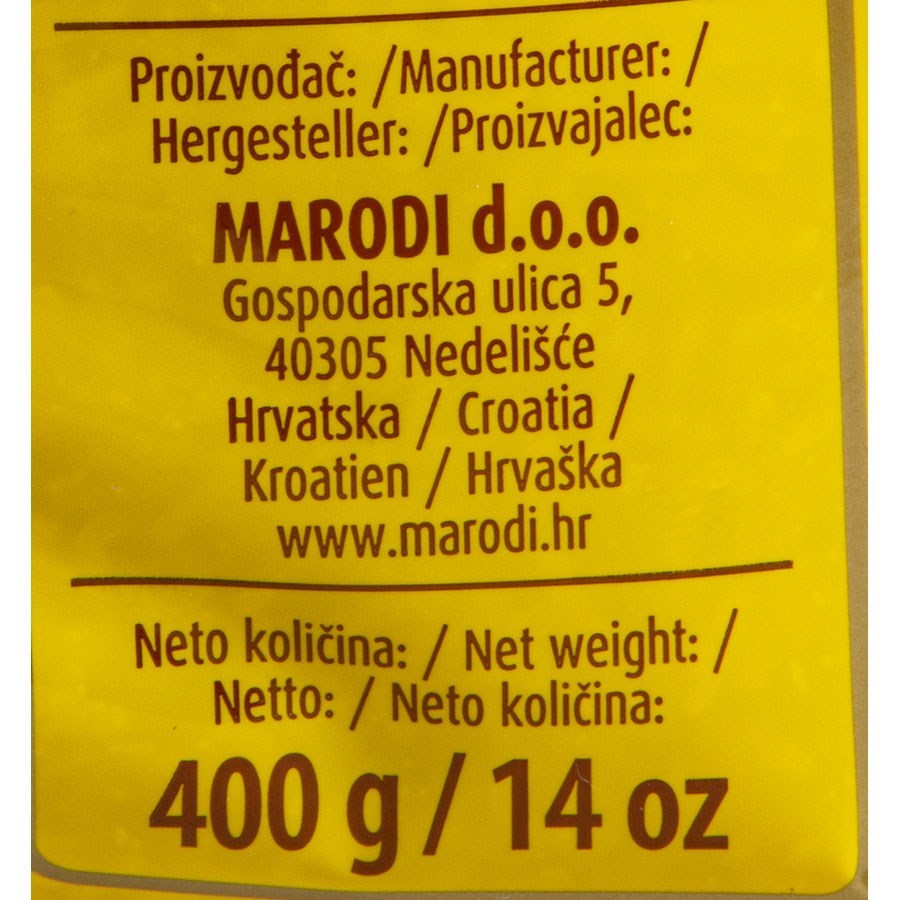 Proizvođač: /Manufacturer: /
Hergesteller: /Proizvajalec:
MARODI d.o.o.
Gospodarska ulica 5,
40305 Nedelišće
Hrvatska / Croatia /
Kroatien / Hrvaška
www.marodi.hr
Neto količina: / Net weight: /
Netto: / Neto količina:
400 g / 14 oz